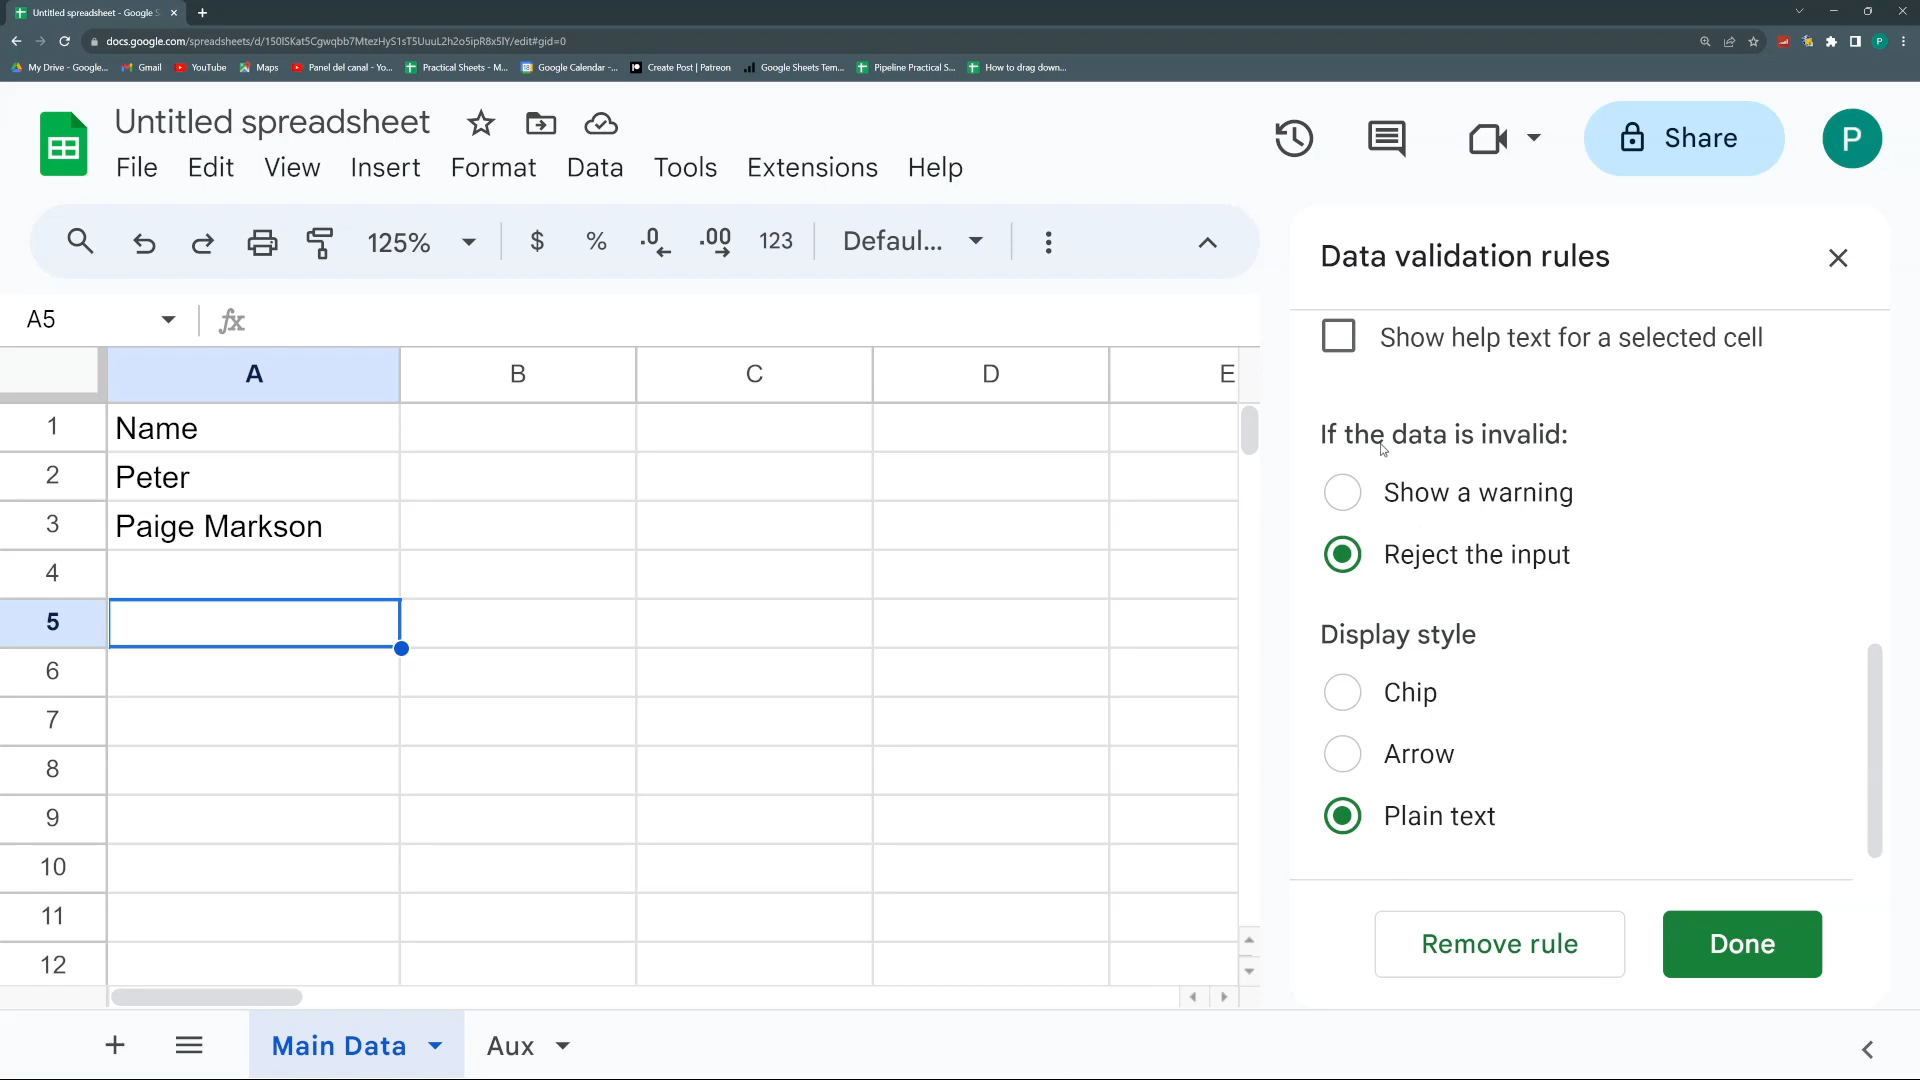 Untitled spreadsheet - Google S
docs.google.com/spreadsheets/d/150ISKat5Cgwqbb7MtezHyS1sT5UuuL2h2o5ipR8x5IY/edit#gid=0
My Drive - Google...
Gmail
YouTube
Maps
Panel del canal - Yo...
Practical Sheets - M...
Google Calendar -...
Create Post | Patreon
Google Sheets Tem...
Pipeline Practical S...
How to drag down...
Untitled spreadsheet
File Edit View Insert Format Data Tools Extensions Help
Share
P
125%
$ % .0 .00 123
Defaul...
A5
fx
A B C D E
1 Name
2 Peter
3 Paige Markson
4
5
6
7
8
9
10
11
12
Data validation rules
Show help text for a selected cell
If the data is invalid:
Show a warning
Reject the input
Display style
Chip
Arrow
Plain text
Remove rule
Done
Main Data
Aux